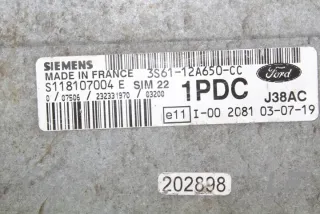 SIEMENS
MADE IN FRANCE 3S61-12A650-CC
Ford
S118107004 E SIM 22
0 / 07506 / 232331970 / 03200
1PDC J38AC
e11 I-00 2081 03-07-19
202898